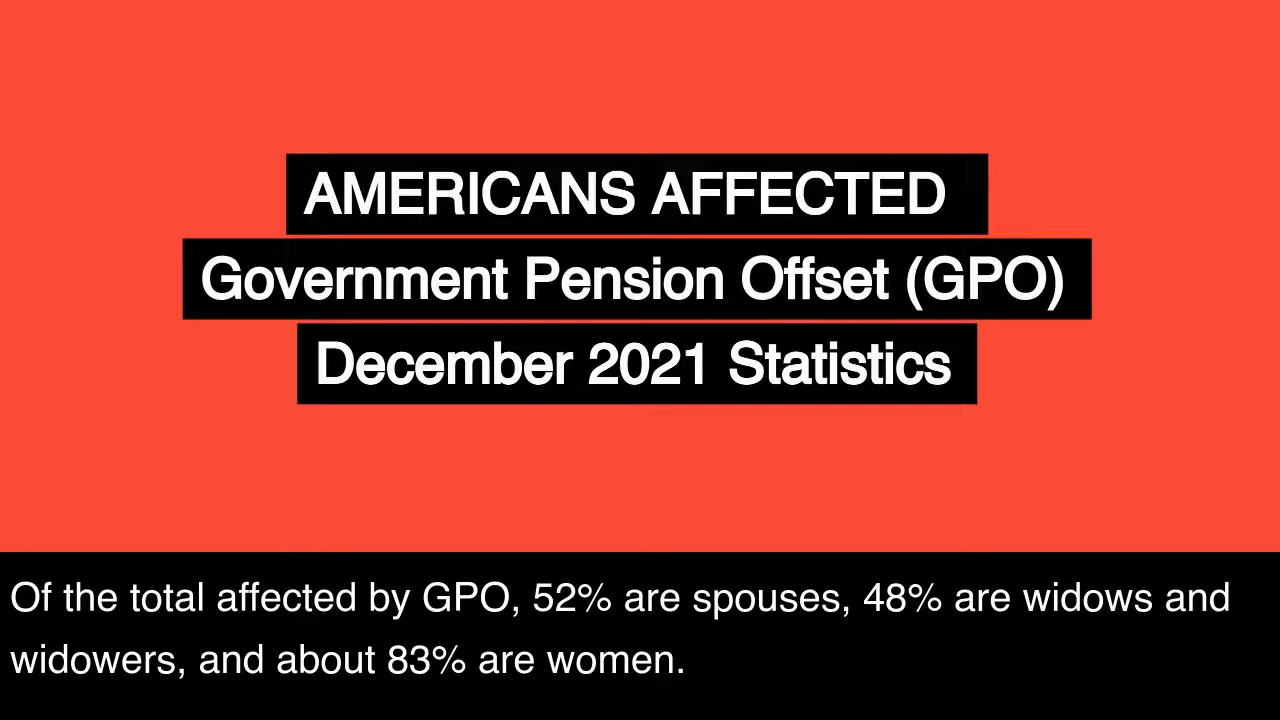 AMERICANS AFFECTED
Government Pension Offset (GPO)
December 2021 Statistics
Of the total affected by GPO, 52% are spouses, 48% are widows and
widowers, and about 83% are women.